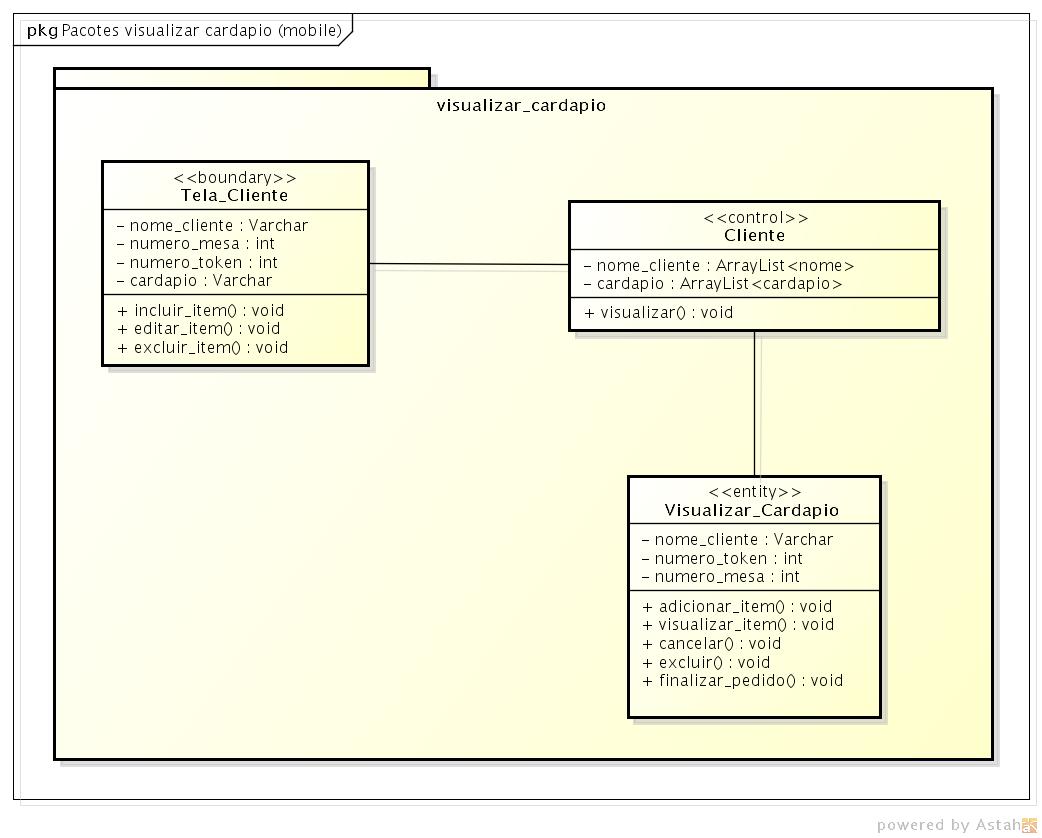 pkg Pacotes visualizar cardapio (mobile)
visualizar_cardapio
<<boundary>>
Tela_Cliente
- nome_cliente : Varchar
- numero_mesa : int
- numero_token : int
- cardapio : Varchar
+ incluir_item() : void
+ editar_item() : void
+ excluir_item() : void
<<control>>
Cliente
- nome_cliente : ArrayList<nome>
- cardapio : ArrayList<cardapio>
+ visualizar() : void
<<entity>>
Visualizar_Cardapio
- nome_cliente : Varchar
- numero_token : int
- numero_mesa : int
+ adicionar_item() : void
+ visualizar_item() : void
+ cancelar() : void
+ excluir() : void
+ finalizar_pedido() : void
powered by Astah